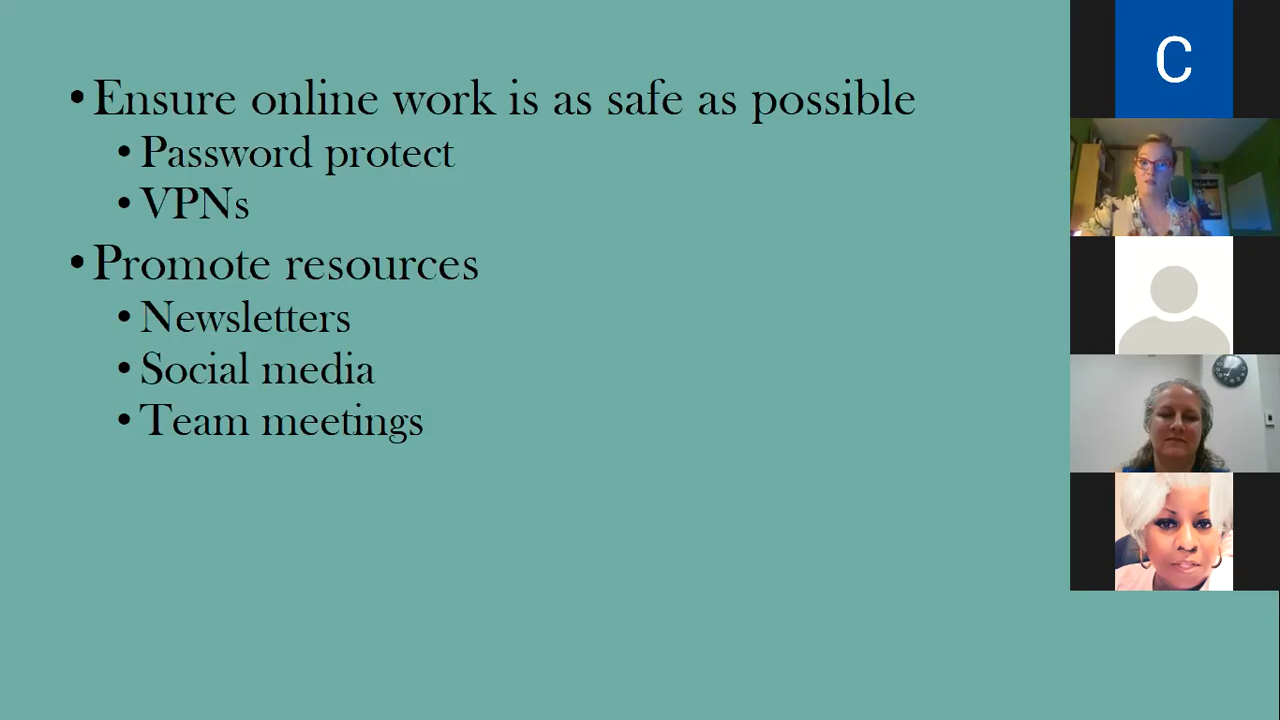 • Ensure online work is as safe as possible
• Password protect
• VPNs
• Promote resources
• Newsletters
• Social media
• Team meetings
C